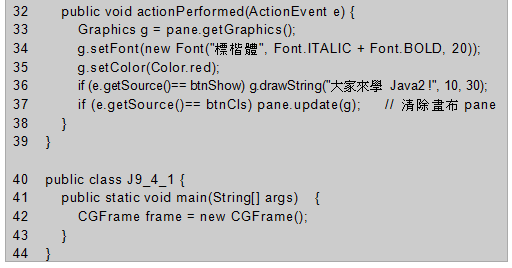 32 public void actionPerformed(ActionEvent e) {
33 Graphics g = pane.getGraphics();
34 g.setFont(new Font("標楷體", Font.ITALIC + Font.BOLD, 20));
35 g.setColor(Color.red);
36 if (e.getSource()== btnShow) g.drawString("大家來學 Java2 !", 10, 30);
37 if (e.getSource()== btnCls) pane.update(g); // 清除畫布 pane
38 }
39 }
40 public class J9_4_1 {
41 public static void main(String[] args) {
42 CGFrame frame = new CGFrame();
43 }
44 }